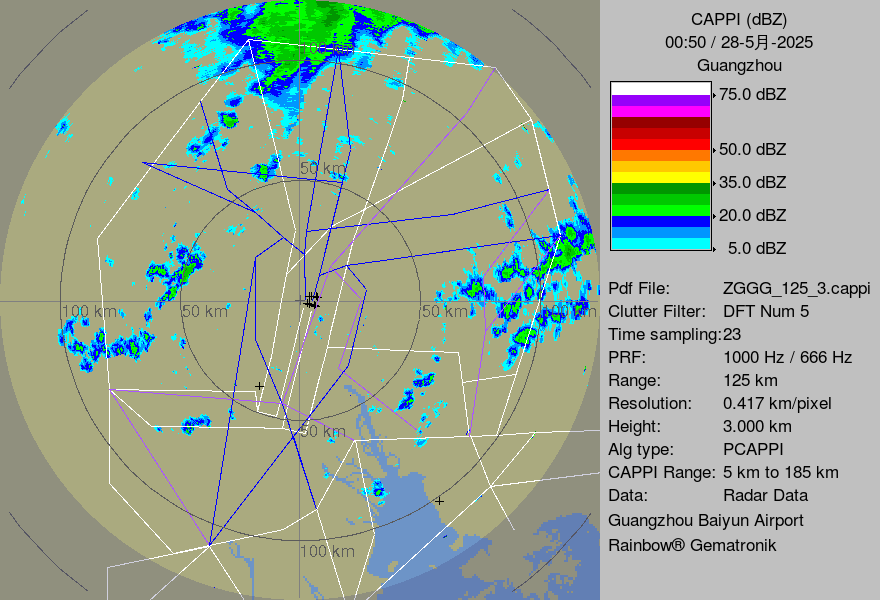 CAPPI (dBZ)
00:50 / 28-5月-2025
Guangzhou
75.0 dBZ
50.0 dBZ
35.0 dBZ
20.0 dBZ
5.0 dBZ
Pdf File: ZGGG_125_3.cappi
Clutter Filter: DFT Num 5
Time sampling:23
PRF: 1000 Hz / 666 Hz
Range: 125 km
Resolution: 0.417 km/pixel
Height: 3.000 km
Alg type: PCAPPI
CAPPI Range: 5 km to 185 km
Data: Radar Data
Guangzhou Baiyun Airport
Rainbow® Gematronik
50 km
100 km
50 km
50 km
50 km
100 km